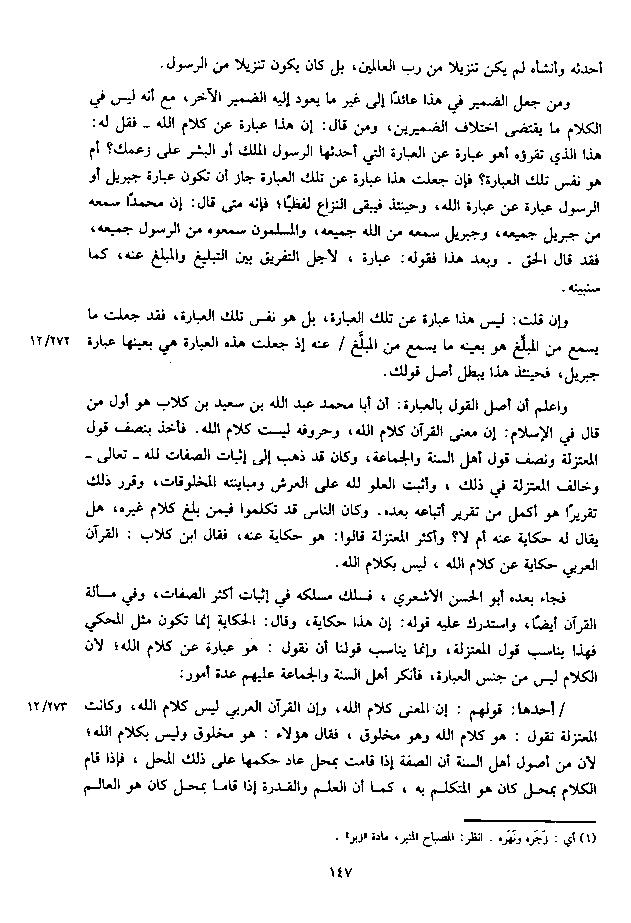 أحدثه وأنشأه لم يكن تنزيلا من رب العالمين، بل كان يكون تنزيلا من الرسول.
ومن جعل الضمير في هذا عائدًا إلى غير ما يعود إليه الضمير الآخر، مع أنه ليس في
الكلام ما يقتضى اختلاف الضميرين، ومن قال: إن هذا عبارة عن كلام الله ـ فقل له:
هذا الذي تقرؤه أهو عبارة عن العبارة التي أحدثها الرسول الملك أو البشر على زعمك؟ أم
هو نفس تلك العبارة؟ فإن جعلت هذا عبارة عن تلك العبارة جاز أن تكون عبارة جبريل أو
الرسول عبارة عن عبارة الله، وحينئذ فيبقى النزاع لفظيًا؛ فإنه متى قال: إن محمدًا سمعه
من جبريل جميعه، وجبريل سمعه من الله جميعه، والمسلمون سمعوه من الرسول جميعه،
فقد قال الحق ـ وبعد هذا فقوله: عبارة ، لأجل التفريق بين التبليغ والمبلغ عنه، كما
سنبينه.
وإن قلت: ليس هذا عبارة عن تلك العبارة، بل هو نفس تلك العبارة، فقد جعلت ما
يسمع من المبلِّغ هو بعينه ما يسمع من المبلَّغ / عنه إذ جعلت هذه العبارة هي بعينها عبارة ١٢/٢٧٢
جبريل، فحينئذ هذا يبطل أصل قولك.
واعلم أن أصل القول بالعبارة: أن أبا محمد عبد الله بن سعيد بن كلاب هو أول من
قال في الإسلام: إن معنى القرآن كلام الله، وحروفه ليست كلام الله. فأخذ بنصف قول
المعتزلة ونصف قول أهل السنة والجماعة، وكان قد ذهب إلى إثبات الصفات لله ـ تعالى ـ
وخالف المعتزلة في ذلك ، وأثبت العلو لله على العرش ومباينته المخلوقات، وقرر ذلك
تقريرًا هو أكمل من تقرير أتباعه بعده. وكان الناس قد تكلموا فيمن بلغ كلام غيره، هل
يقال له حكاية عنه أم لا؟ وأكثر المعتزلة قالوا: هو حكاية عنه، فقال ابن كلاب : القرآن
العربي حكاية عن كلام الله ، ليس بكلام الله.
فجاء بعده أبو الحسن الأشعري ، فسلك مسلكه في إثبات أكثر الصفات، وفي مسألة
القرآن أيضًا، واستدرك عليه قوله: إن هذا حكاية، وقال: الحكاية إنما تكون مثل المحكي
فهذا يناسب قول المعتزلة، وإنما يناسب قولنا أن نقول : هو عبارة عن كلام الله؛ لأن
الكلام ليس من جنس العبارة، فأنكر أهل السنة والجماعة عليهم عدة أمور:
/ أحدها: قولهم : إن المعنى كلام الله، وإن القرآن العربي ليس كلام الله، وكانت ١٢/٢٧٣
المعتزلة تقول : هو كلام الله وهو مخلوق ، فقال هؤلاء : هو مخلوق وليس بكلام الله؛
لأن من أصول أهل السنة أن الصفة إذا قامت بمحل عاد حكمها على ذلك المحل ، فإذا قام
الكلام بمحل كان هو المتكلم به ، كما أن العلم والقدرة إذا قاما بمحل كان هو العالم
(١) أي : زَجَره ونَهَره . انظر: المصباح المنير، مادة «زبر» .
١٤٧